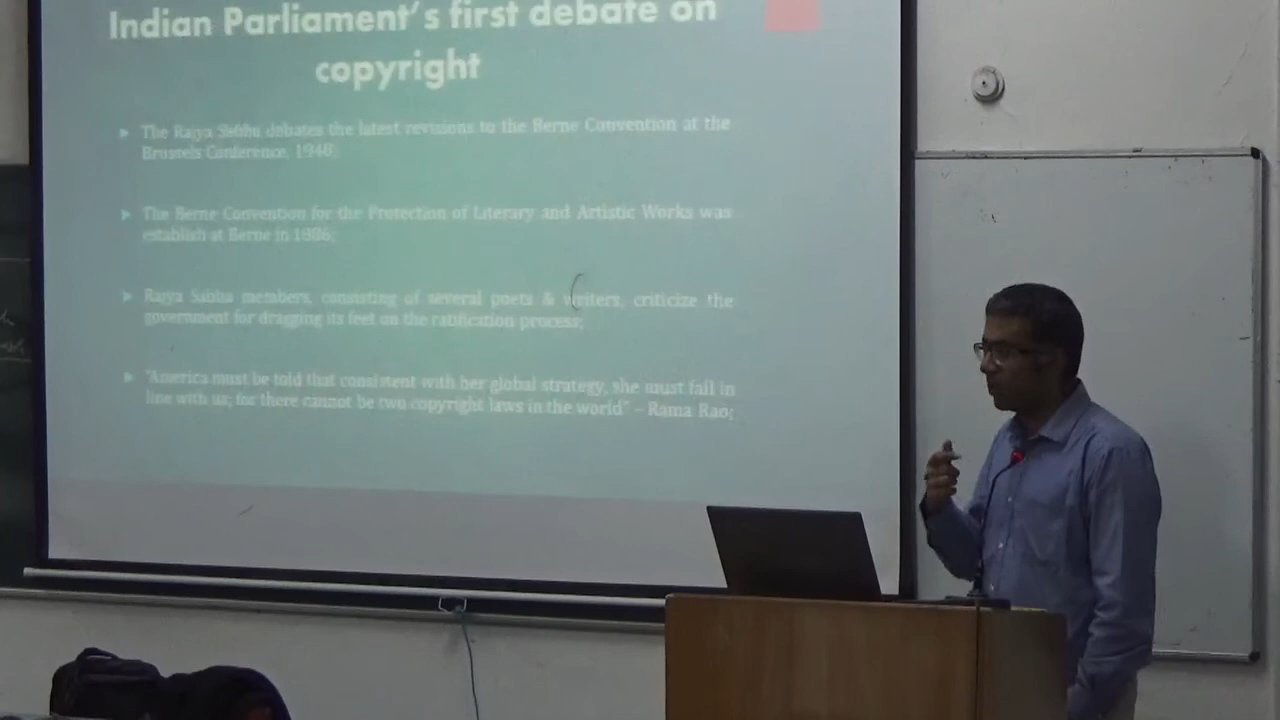 Indian Parliament's first debate on
copyright
The Rajya Sabha debates the latest revisions to the Berne Convention at the
Brussels Conference, 1948;
The Berne Convention for the Protection of Literary and Artistic Works was
establish at Berne in 1886;
Rajya Sabha members, consisting of several poets & writers, criticize the
government for dragging its feet on the ratification process;
"America must be told that consistent with her global strategy, she must fall in
line with us; for there cannot be two copyright laws in the world" – Rama Rao;